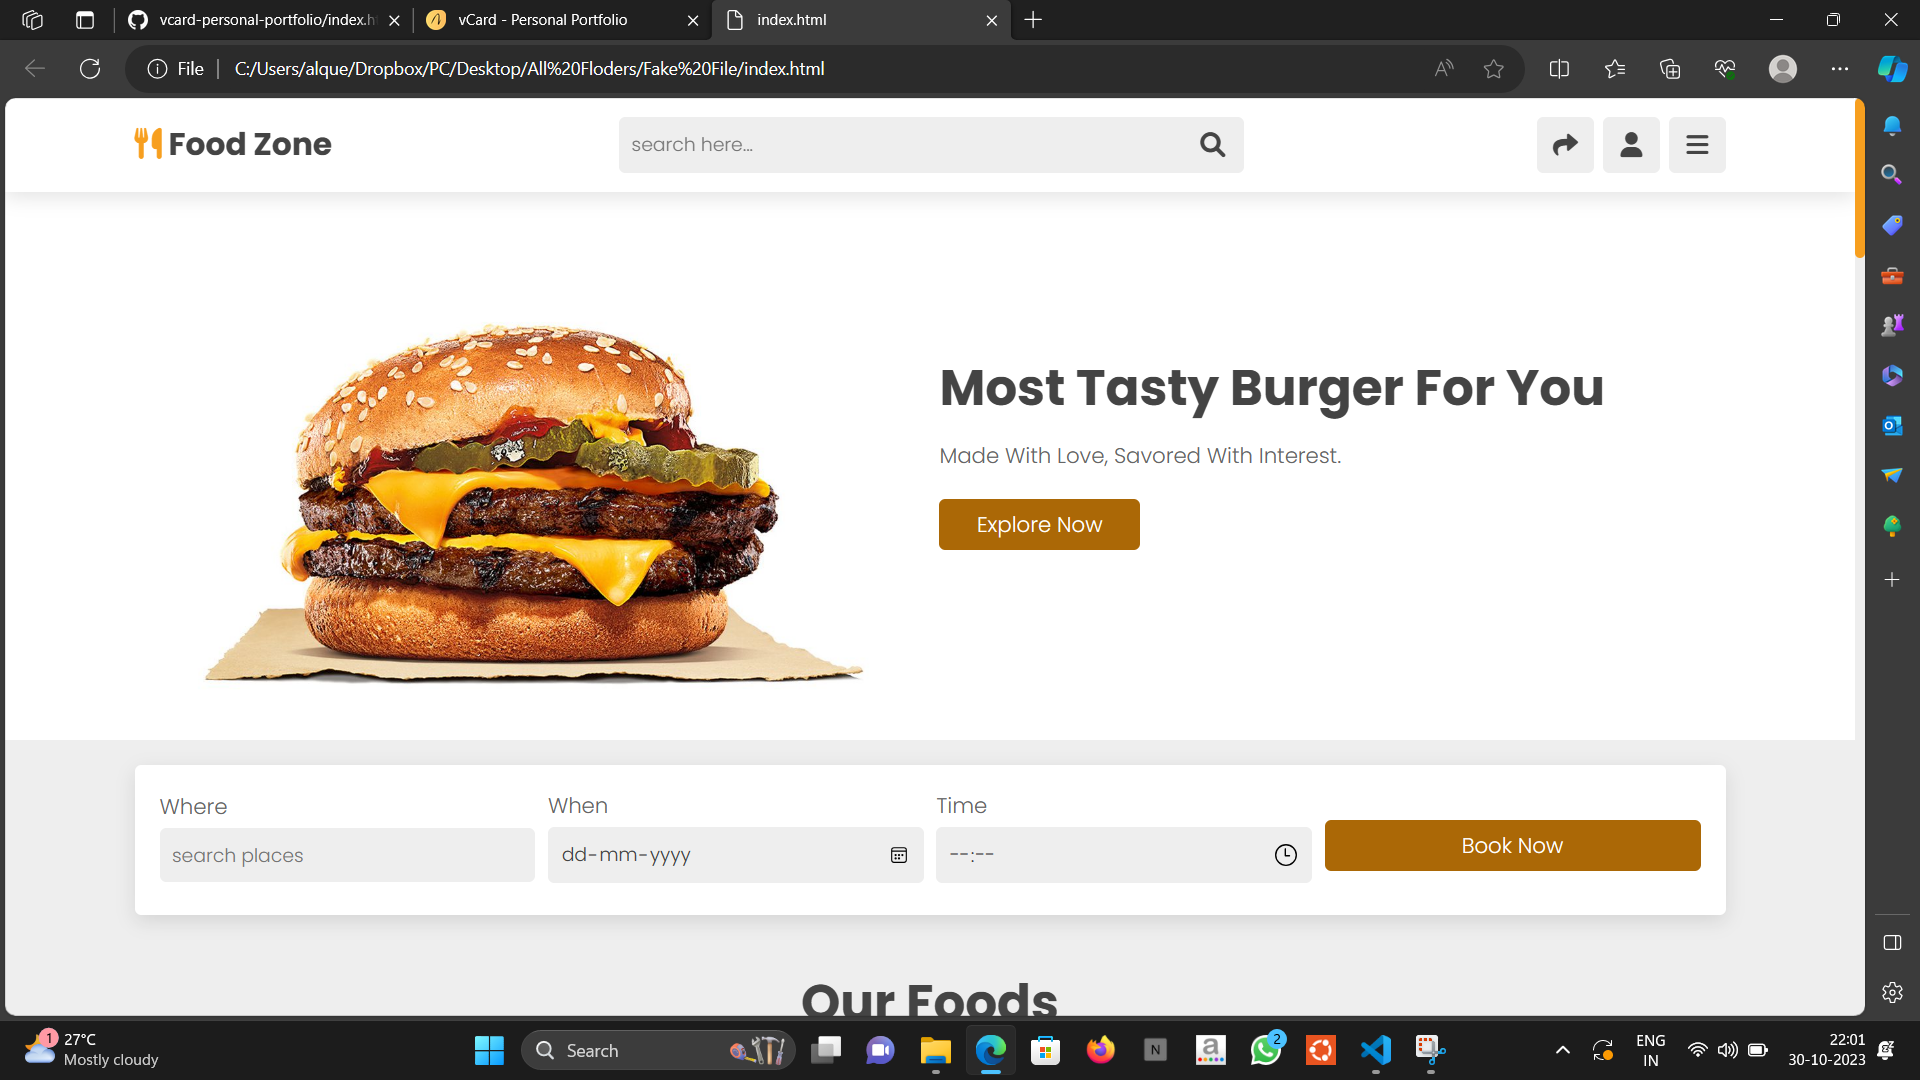 vcard-personal-portfolio/index.h
vCard - Personal Portfolio
index.html
File
C:/Users/alque/Dropbox/PC/Desktop/All%20Floders/Fake%20File/index.html
Food Zone
search here...
Most Tasty Burger For You
Made With Love, Savored With Interest.
Explore Now
Where
When
Time
search places
dd-mm-yyyy
--:--
Book Now
Our Foods
1
27°C
Mostly cloudy
Search
N
a
2
ENG
IN
22:01
30-10-2023